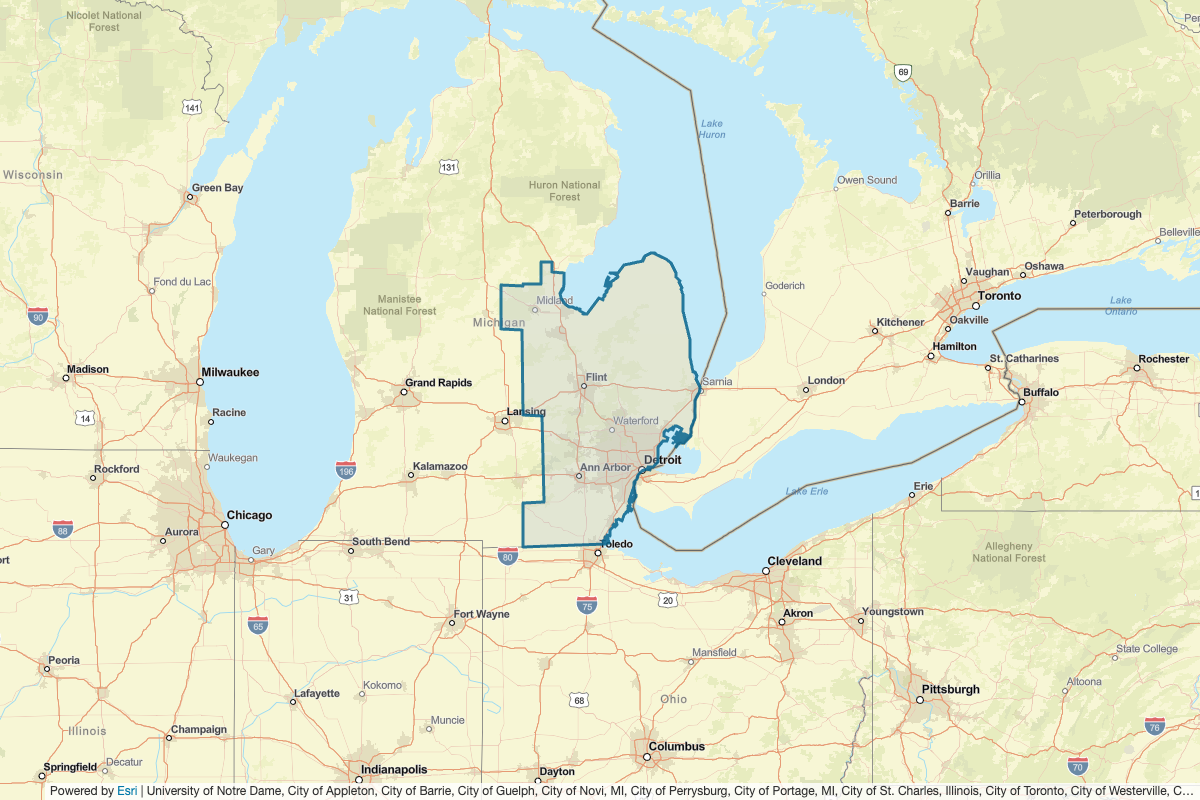 Nicolet National
Forest
69
Per
141
Lake
Huron
131
Wisconsin
Green Bay
Huron National
Forest
Owen Sound
Orillia
Barrie
Peterborough
Belleville
Fond du Lac
Vaughan
Oshawa
Goderich
Toronto
Lake
Ontario
Manistee
National Forest
Midland
Michigan
90
Kitchener
Oakville
Hamilton
St. Catharines
Rochester
Madison
Milwaukee
Grand Rapids
Flint
Sarnia
London
Buffalo
14
Racine
Lansing
Waterford
Waukegan
Rockford
196
Kalamazoo
Ann Arbor
Detroit
Lake Erie
Erie
1
Chicago
88
Aurora
Gary
South Bend
80
Toledo
Cleveland
Allegheny
National Forest
ort
31
75
20
Akron
Youngstown
65
Fort Wayne
Mansfield
State College
Peoria
Lafayette
Kokomo
68
Ohio
Pittsburgh
Altoona
Illinois
Champaign
Muncie
76
Springfield
Decatur
Indianapolis
Columbus
Dayton
70
Powered by Esri | University of Notre Dame, City of Appleton, City of Barrie, City of Guelph, City of Novi, MI, City of Perrysburg, City of Portage, MI, City of St. Charles, Illinois, City of Toronto, City of Westerville, C...